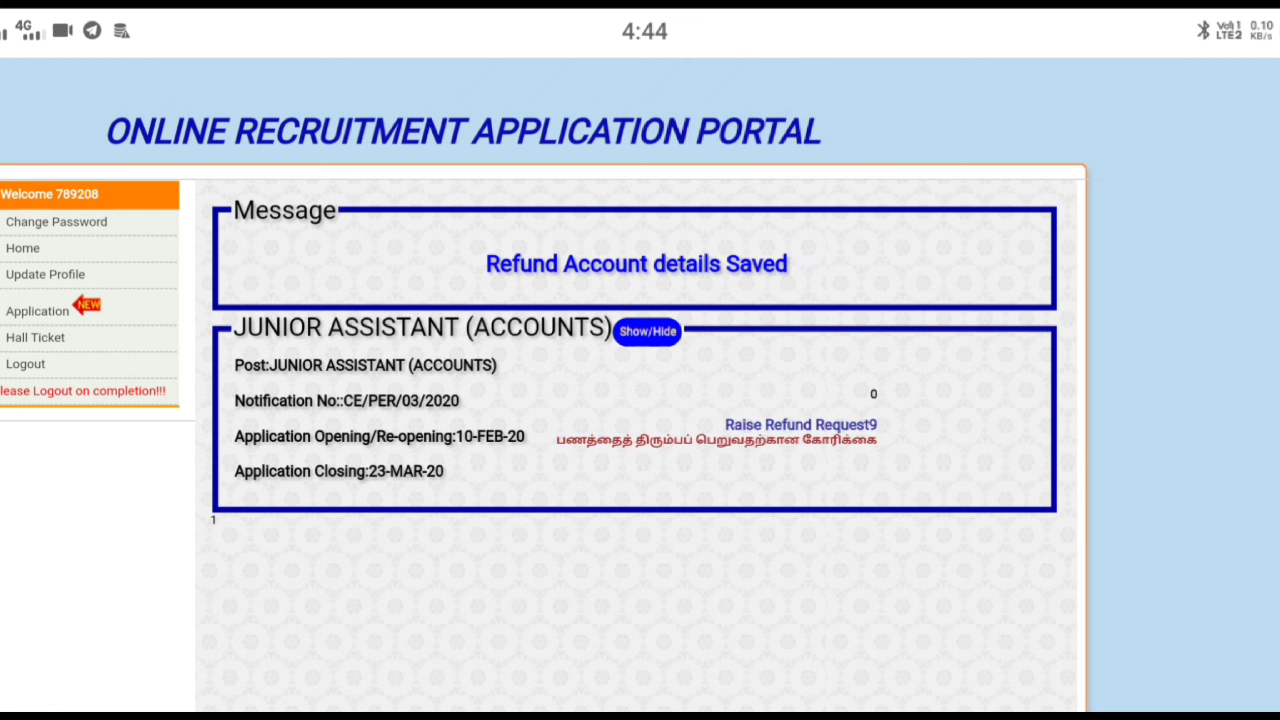 4G
4:44
Vo) 1
LTE2
0.10
KB/s
ONLINE RECRUITMENT APPLICATION PORTAL
Welcome 789208
Change Password
Home
Update Profile
Application NEW
Hall Ticket
Logout
lease Logout on completion!!!
Message
Refund Account details Saved
JUNIOR ASSISTANT (ACCOUNTS) Show/Hide
Post:JUNIOR ASSISTANT (ACCOUNTS)
Notification No::CE/PER/03/2020
0
Raise Refund Request9
Application Opening/Re-opening:10-FEB-20
பணத்தைத் திரும்பப் பெறுவதற்கான கோரிக்கை
Application Closing:23-MAR-20
1